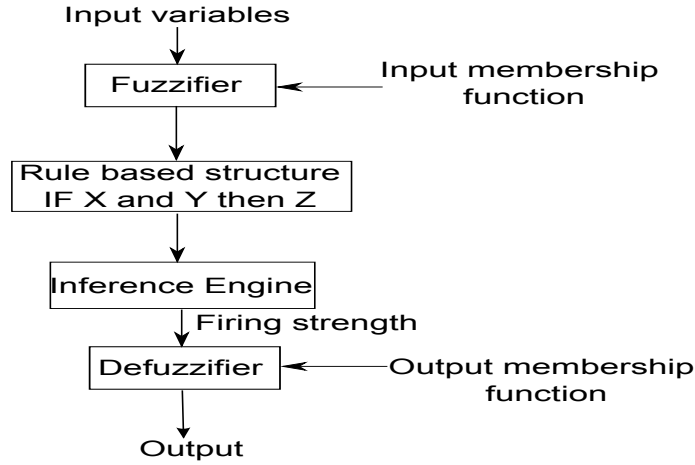 Input variables
Fuzzifier
Input membership
function
Rule based structure
IF X and Y then Z
Inference Engine
Firing strength
Defuzzifier
Output membership
function
Output